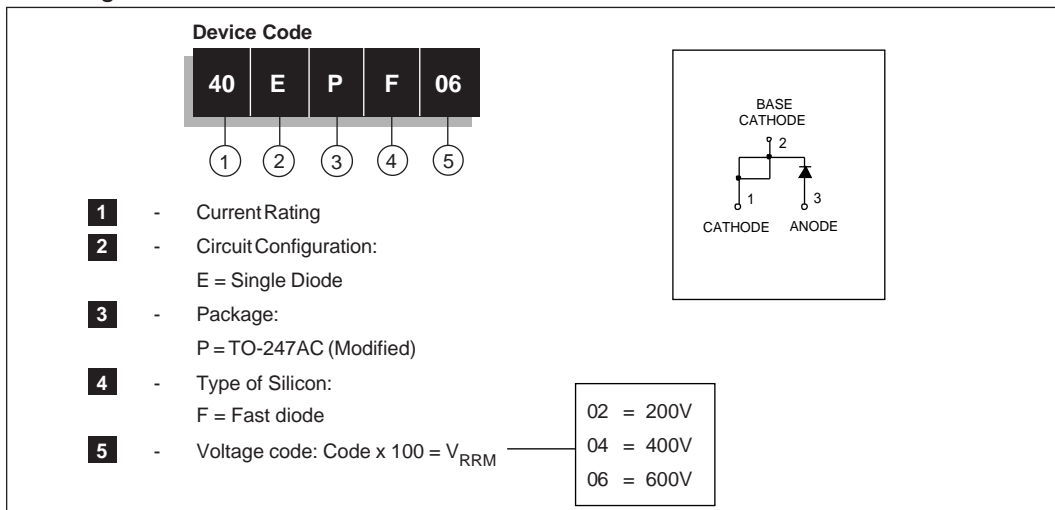 Device Code
40 E P F 06
1 2 3 4 5
1 - Current Rating
2 - Circuit Configuration:
E = Single Diode
3 - Package:
P = TO-247AC (Modified)
4 - Type of Silicon:
F = Fast diode
5 - Voltage code: Code x 100 = VRRM
02 = 200V
04 = 400V
06 = 600V
BASE
CATHODE
2
1 3
CATHODE ANODE